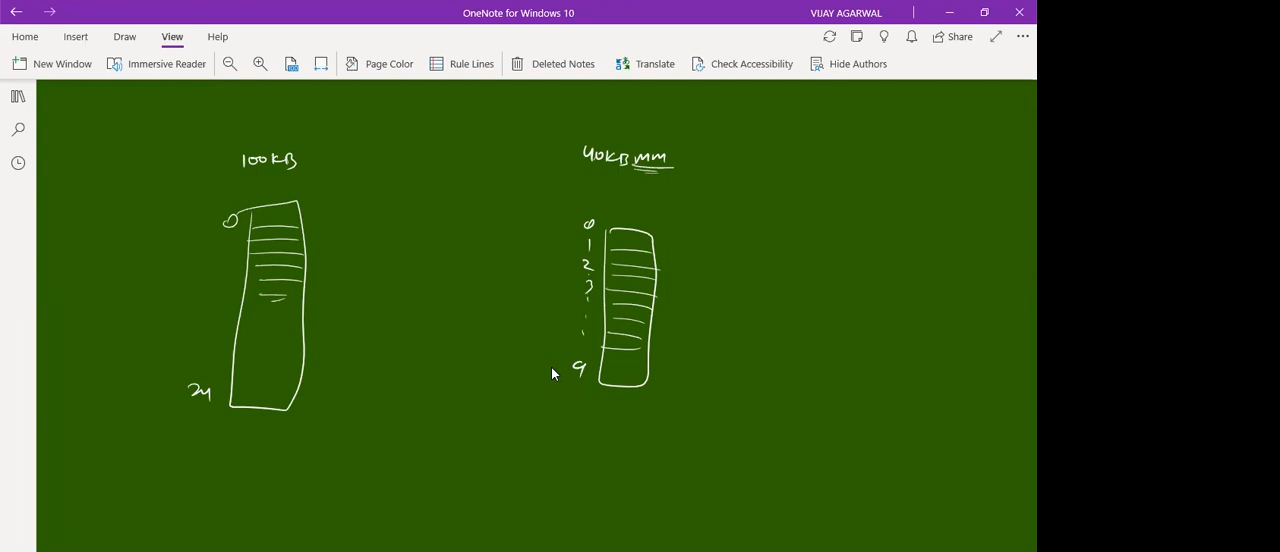 OneNote for Windows 10
VIJAY AGARWAL
Home Insert Draw View Help
Share
New Window Immersive Reader Page Color Rule Lines Deleted Notes Translate Check Accessibility Hide Authors
100KB
40KB MM
0
24
0
1
2
3
9